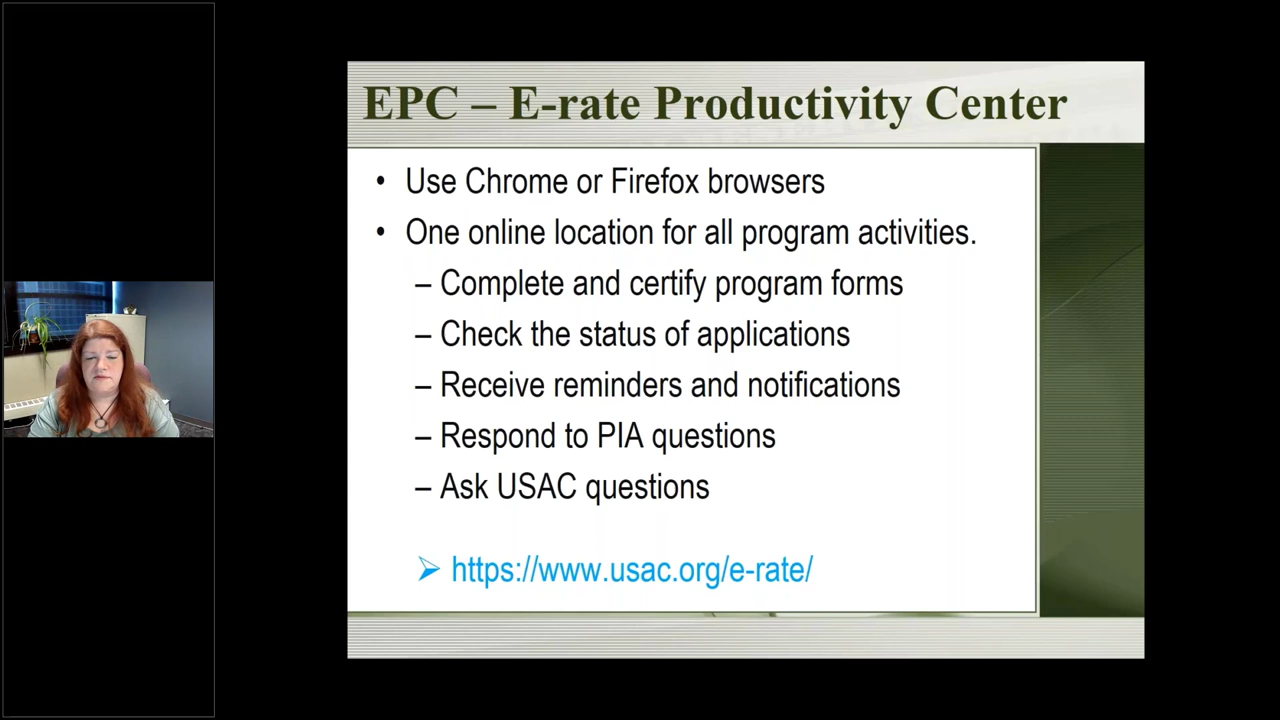 EPC – E-rate Productivity Center
• Use Chrome or Firefox browsers
• One online location for all program activities.
– Complete and certify program forms
– Check the status of applications
– Receive reminders and notifications
– Respond to PIA questions
– Ask USAC questions
➢ https://www.usac.org/e-rate/